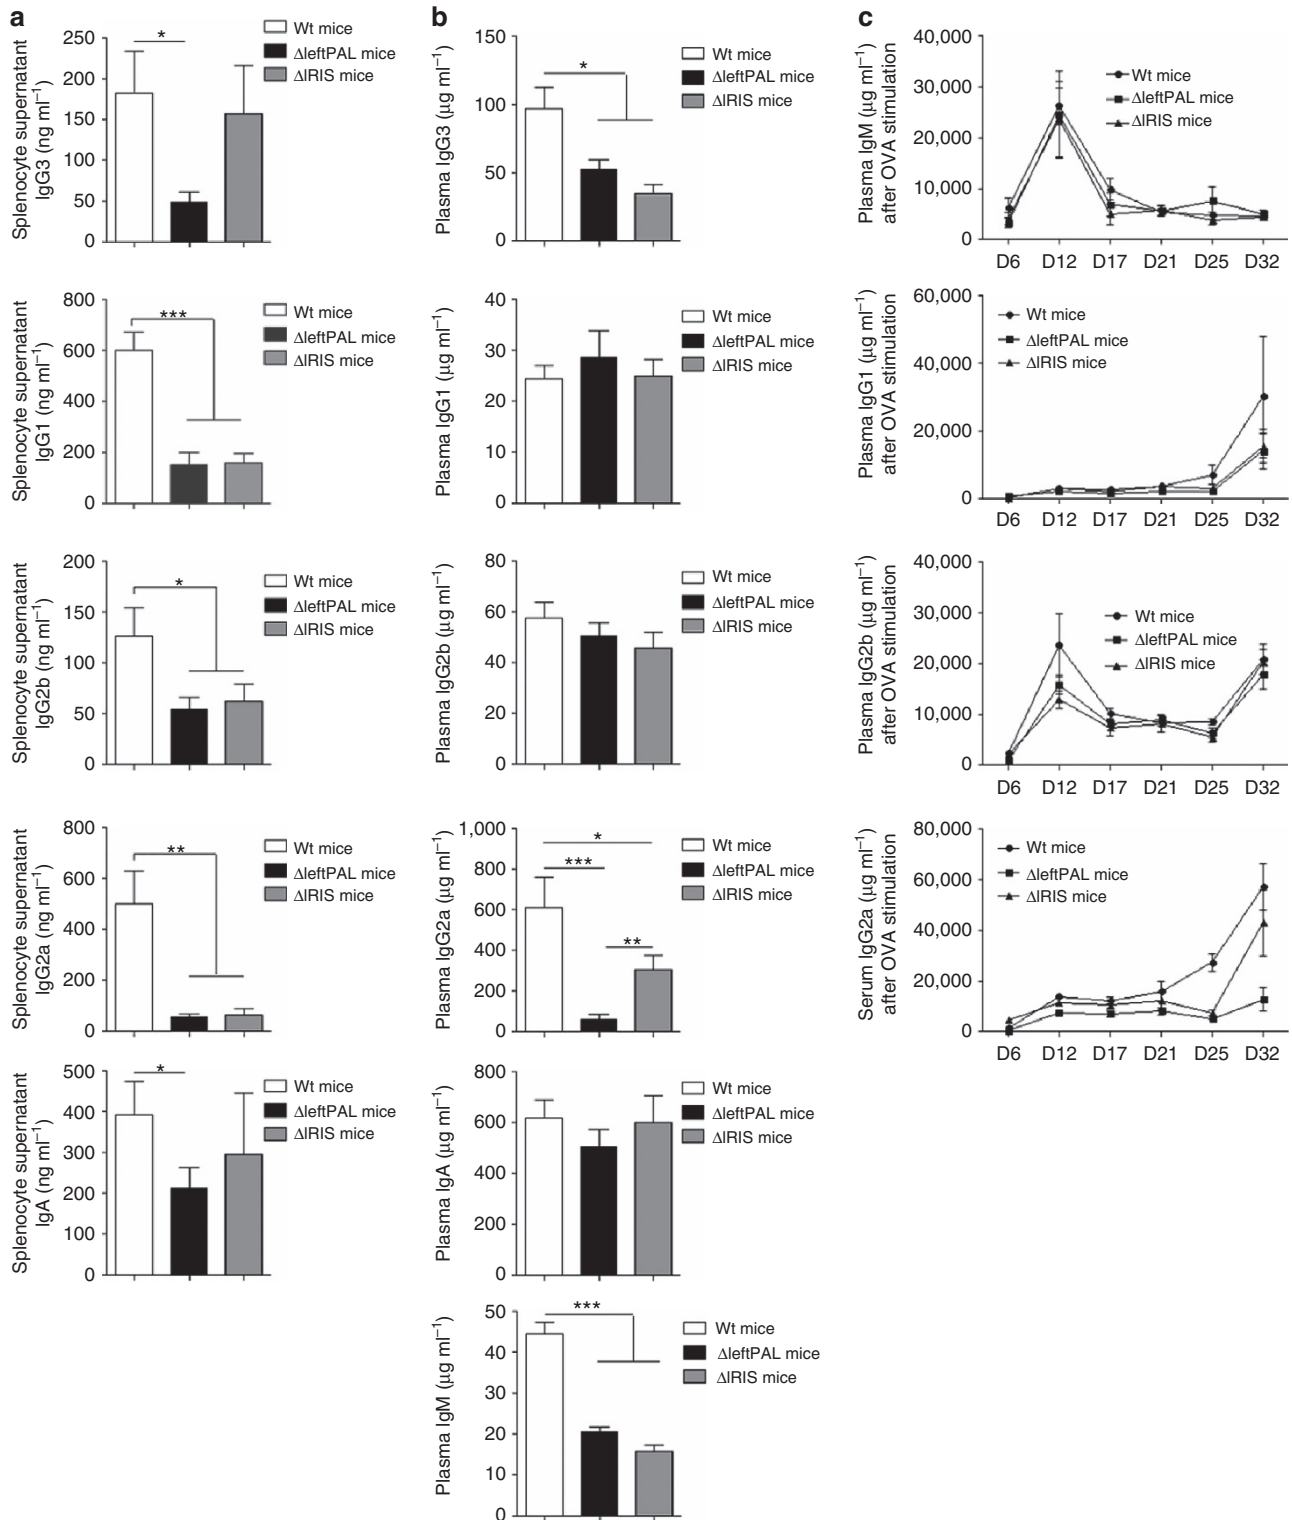 a
Splenocyte supernatant
IgG3 (ng ml⁻¹)
250
200
150
100
50
0
*
Wt mice
ΔleftPAL mice
ΔIRIS mice
Splenocyte supernatant
IgG1 (ng ml⁻¹)
800
600
400
200
0
***
Wt mice
ΔleftPAL mice
ΔIRIS mice
Splenocyte supernatant
IgG2b (ng ml⁻¹)
200
150
100
50
0
*
Wt mice
ΔleftPAL mice
ΔIRIS mice
Splenocyte supernatant
IgG2a (ng ml⁻¹)
800
600
400
200
0
**
Wt mice
ΔleftPAL mice
ΔIRIS mice
Splenocyte supernatant
IgA (ng ml⁻¹)
500
400
300
200
100
0
*
Wt mice
ΔleftPAL mice
ΔIRIS mice
b
Plasma IgG3 (μg ml⁻¹)
150
100
50
0
*
Wt mice
ΔleftPAL mice
ΔIRIS mice
Plasma IgG1 (μg ml⁻¹)
40
30
20
10
0
Wt mice
ΔleftPAL mice
ΔIRIS mice
Plasma IgG2b (μg ml⁻¹)
80
60
40
20
0
Wt mice
ΔleftPAL mice
ΔIRIS mice
Plasma IgG2a (μg ml⁻¹)
1,000
800
600
400
200
0
*
***
**
Wt mice
ΔleftPAL mice
ΔIRIS mice
Plasma IgA (μg ml⁻¹)
800
600
400
200
0
Wt mice
ΔleftPAL mice
ΔIRIS mice
Plasma IgM (μg ml⁻¹)
50
40
30
20
10
0
***
Wt mice
ΔleftPAL mice
ΔIRIS mice
c
Plasma IgM (μg ml⁻¹)
after OVA stimulation
40,000
30,000
20,000
10,000
0
Wt mice
ΔleftPAL mice
ΔIRIS mice
D6 D12 D17 D21 D25 D32
Plasma IgG1 (μg ml⁻¹)
after OVA stimulation
60,000
40,000
20,000
0
Wt mice
ΔleftPAL mice
ΔIRIS mice
D6 D12 D17 D21 D25 D32
Plasma IgG2b (μg ml⁻¹)
after OVA stimulation
40,000
30,000
20,000
10,000
0
Wt mice
ΔleftPAL mice
ΔIRIS mice
D6 D12 D17 D21 D25 D32
Serum IgG2a (μg ml⁻¹)
after OVA stimulation
80,000
60,000
40,000
20,000
0
Wt mice
ΔleftPAL mice
ΔIRIS mice
D6 D12 D17 D21 D25 D32